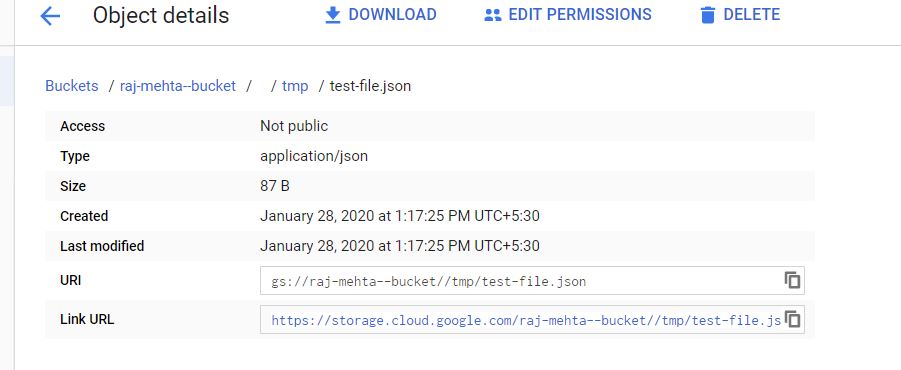 Object details DOWNLOAD EDIT PERMISSIONS DELETE
Buckets / raj-mehta--bucket / / tmp / test-file.json
Access Not public
Type application/json
Size 87 B
Created January 28, 2020 at 1:17:25 PM UTC+5:30
Last modified January 28, 2020 at 1:17:25 PM UTC+5:30
URI gs://raj-mehta--bucket//tmp/test-file.json
Link URL https://storage.cloud.google.com/raj-mehta--bucket//tmp/test-file.js